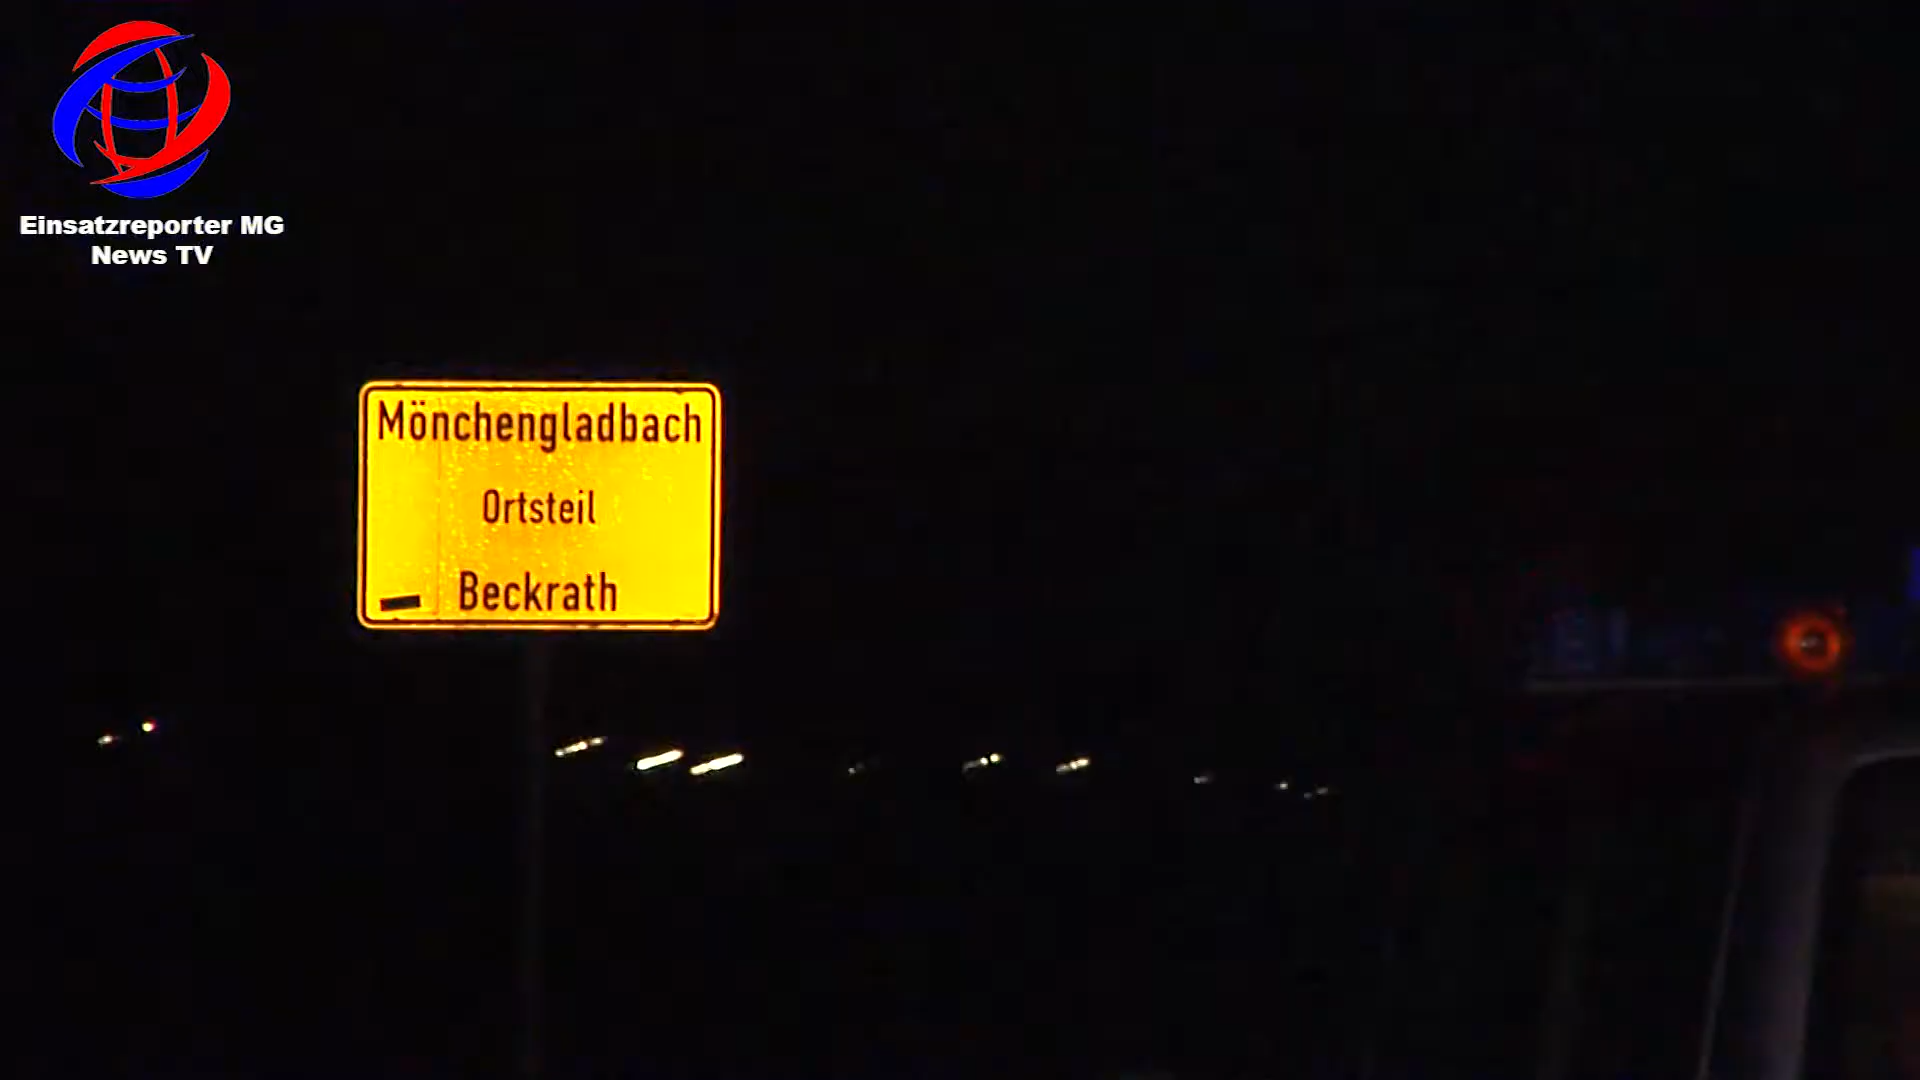 Einsatzreporter MG
News TV
Mönchengladbach
Ortsteil
Beckrath